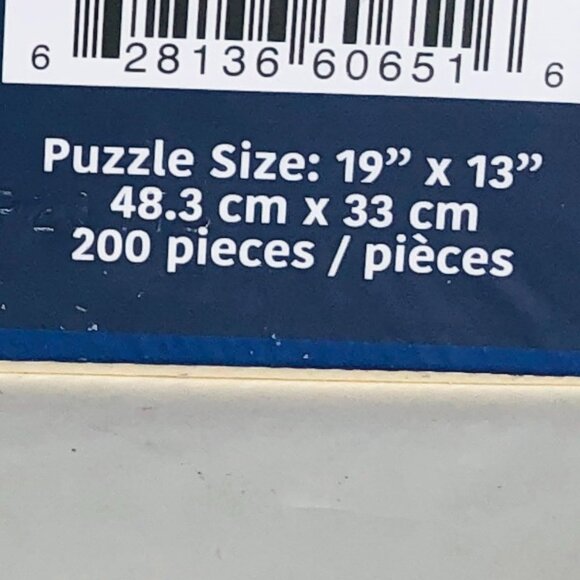 6 28136 60651 6
Puzzle Size: 19” x 13”
48.3 cm x 33 cm
200 pieces / pièces